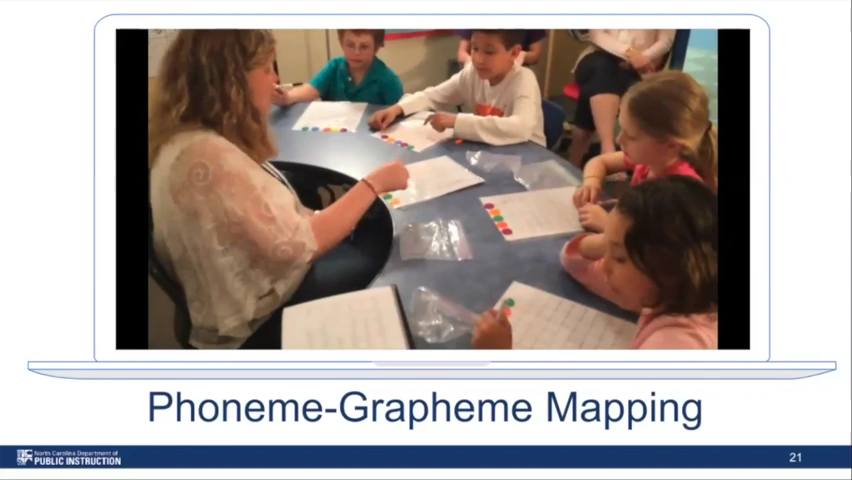 Phoneme-Grapheme Mapping
North Carolina Department of
PUBLIC INSTRUCTION
21